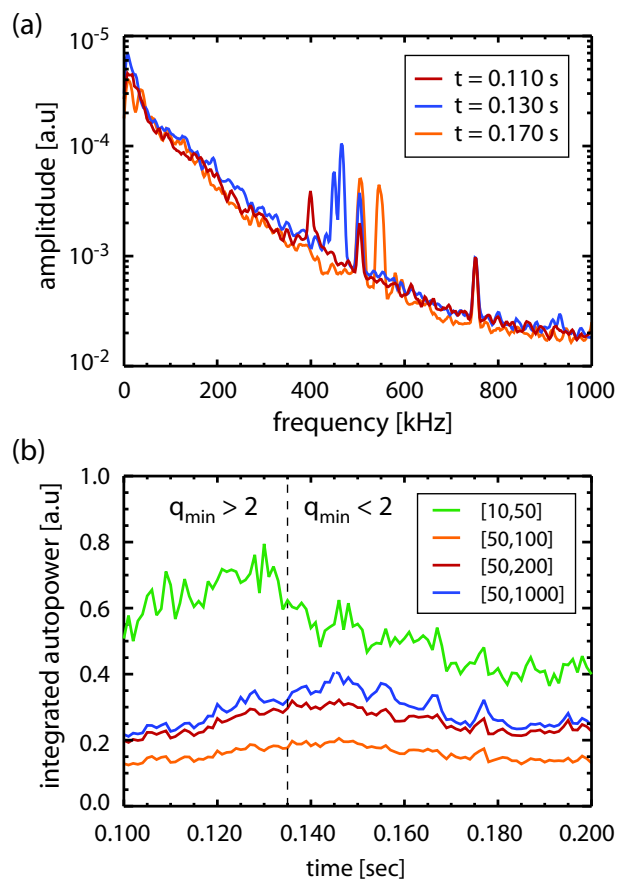 (a)
10-5
10-4
10-3
10-2
amplitdude [a.u]
t = 0.110 s
t = 0.130 s
t = 0.170 s
0 200 400 600 800 1000
frequency [kHz]
(b)
1.0
0.8
0.6
0.4
0.2
0.0
integrated autopower [a.u]
qmin > 2 qmin < 2
[10,50]
[50,100]
[50,200]
[50,1000]
0.100 0.120 0.140 0.160 0.180 0.200
time [sec]